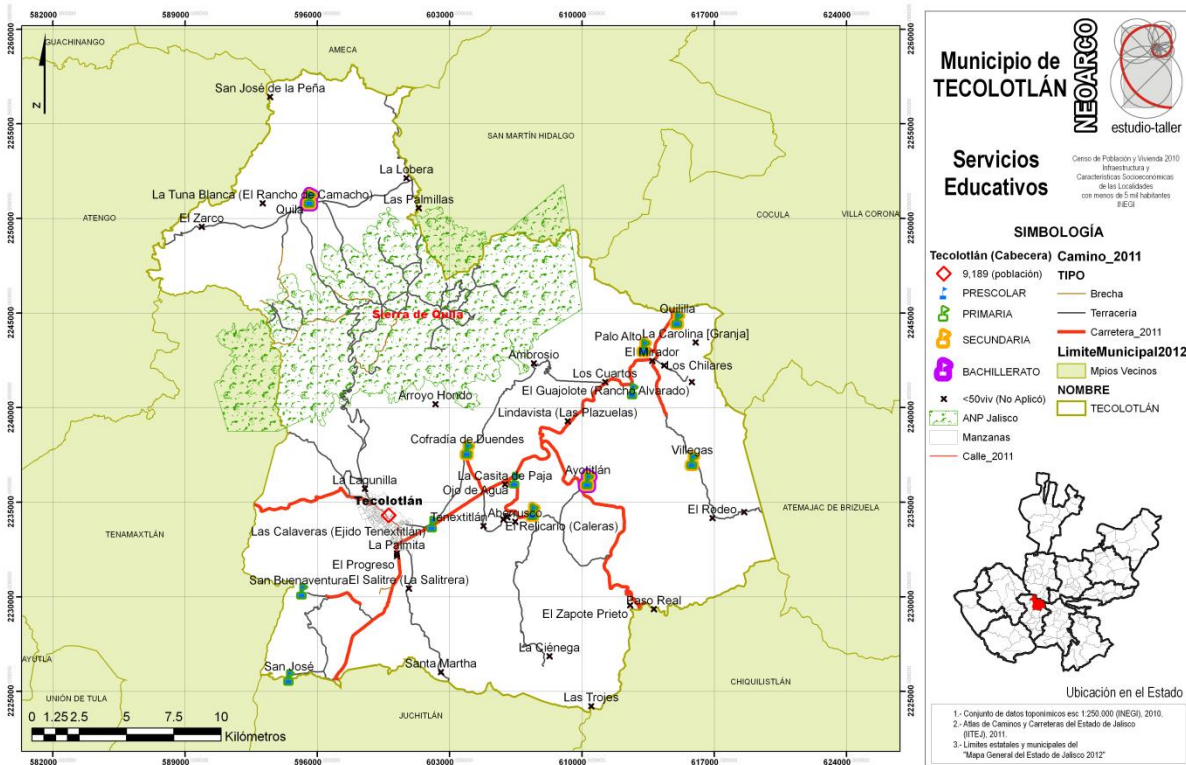 582000 589000 596000 603000 610000 617000 624000
2260000
2255000
2250000
2245000
2240000
2235000
2230000
2225000
GUACHINANGO
AMECA
N
San José de la Peña
SAN MARTÍN HIDALGO
La Lobera
La Tuna Blanca (El Rancho de Camacho)
Las Palmillas
Quila
ATENGO
El Zarco
COCULA
VILLA CORONA
Sierra de Quila
Quililla
Palo Alto
La Carolina [Granja]
El Mirador
Ambrosio
Los Chilares
Los Cuartos
El Guajolote (Rancho Alvarado)
Arroyo Hondo
Lindavista (Las Plazuelas)
Cofradía de Duendes
Villegas
La Casita de Paja
Ayotitlán
La Lagunilla
Ojo de Agua
Tecolotlán
El Rodeo
ATEMAJAC DE BRIZUELA
Tenextitlán
El Relicario (Caleras)
Las Calaveras (Ejido Tenextitlán)
TENAMAXTLÁN
La Palmita
El Progreso
San Buenaventura
El Salitre (La Salitrera)
Paso Real
El Zapote Prieto
La Ciénega
San José
Santa Martha
AYUTLA
CHIQUILISTLÁN
UNIÓN DE TULA
Las Trojes
JUCHITLÁN
0 1.25 2.5 5 7.5 10
Kilómetros
582000 589000 596000 603000 610000 617000 624000
Municipio de
TECOLOTLÁN
NEOARCO
estudio-taller
Servicios
Educativos
Censo de Población y Vivienda 2010
Infraestructura y
Características Socioeconómicas
de las Localidades
con menos de 5 mil habitantes
INEGI
SIMBOLOGÍA
Tecolotlán (Cabecera)
9,189 (población)
PRESCOLAR
PRIMARIA
SECUNDARIA
BACHILLERATO
<50viv (No Aplicó)
ANP Jalisco
Manzanas
Calle_2011
Camino_2011
TIPO
Brecha
Terracería
Carretera_2011
LimiteMunicipal2012
Mpios Vecinos
NOMBRE
TECOLOTLÁN
Ubicación en el Estado
1.- Conjunto de datos toponimicos esc 1:250.000 (INEGI), 2010.
2.- Atlas de Caminos y Carreteras del Estado de Jalisco
(IITEJ), 2011.
3.- Limites estatales y municipales del
"Mapa General del Estado de Jalisco 2012"